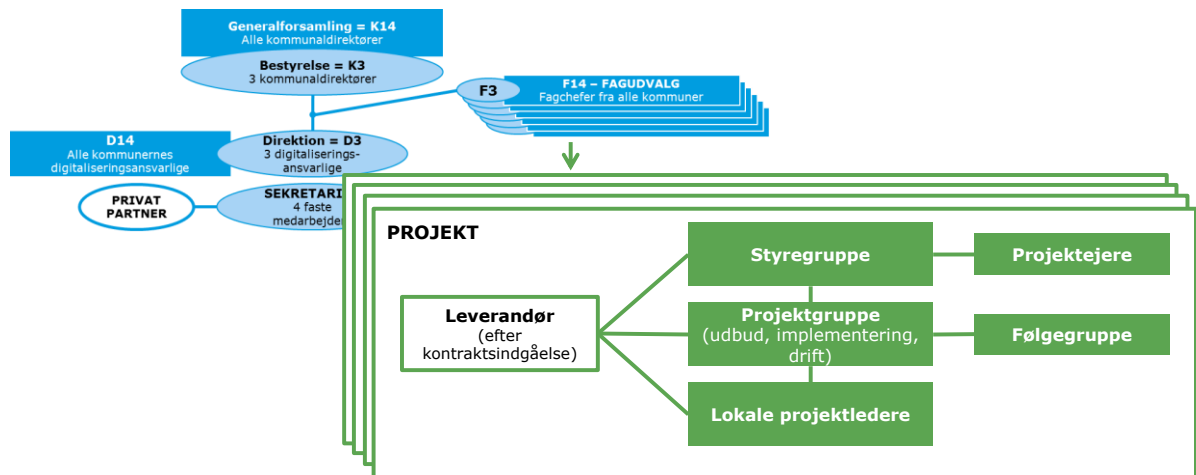 Generalforsamling = K14
Alle kommunaldirektører
Bestyrelse = K3
3 kommunaldirektører
F3
F14 – FAGUDVALG
Fagchefer fra alle kommuner
D14
Alle kommunernes
digitaliseringsansvarlige
Direktion = D3
3 digitaliserings-
ansvarlige
PRIVAT
PARTNER
SEKRETARI
4 faste
medarbejder
PROJEKT
Leverandør
(efter
kontraktsindgåelse)
Styregruppe
Projektejere
Projektgruppe
(udbud, implementering,
drift)
Følgegruppe
Lokale projektledere